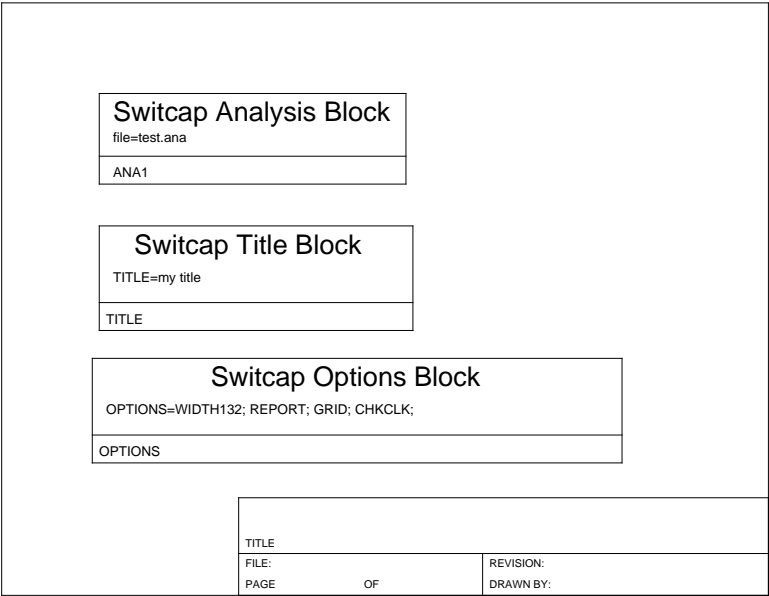 Switcap Analysis Block
file=test.ana
ANA1
Switcap Title Block
TITLE=my title
TITLE
Switcap Options Block
OPTIONS=WIDTH132; REPORT; GRID; CHKCLK;
OPTIONS
TITLE
FILE: REVISION:
PAGE OF DRAWN BY: